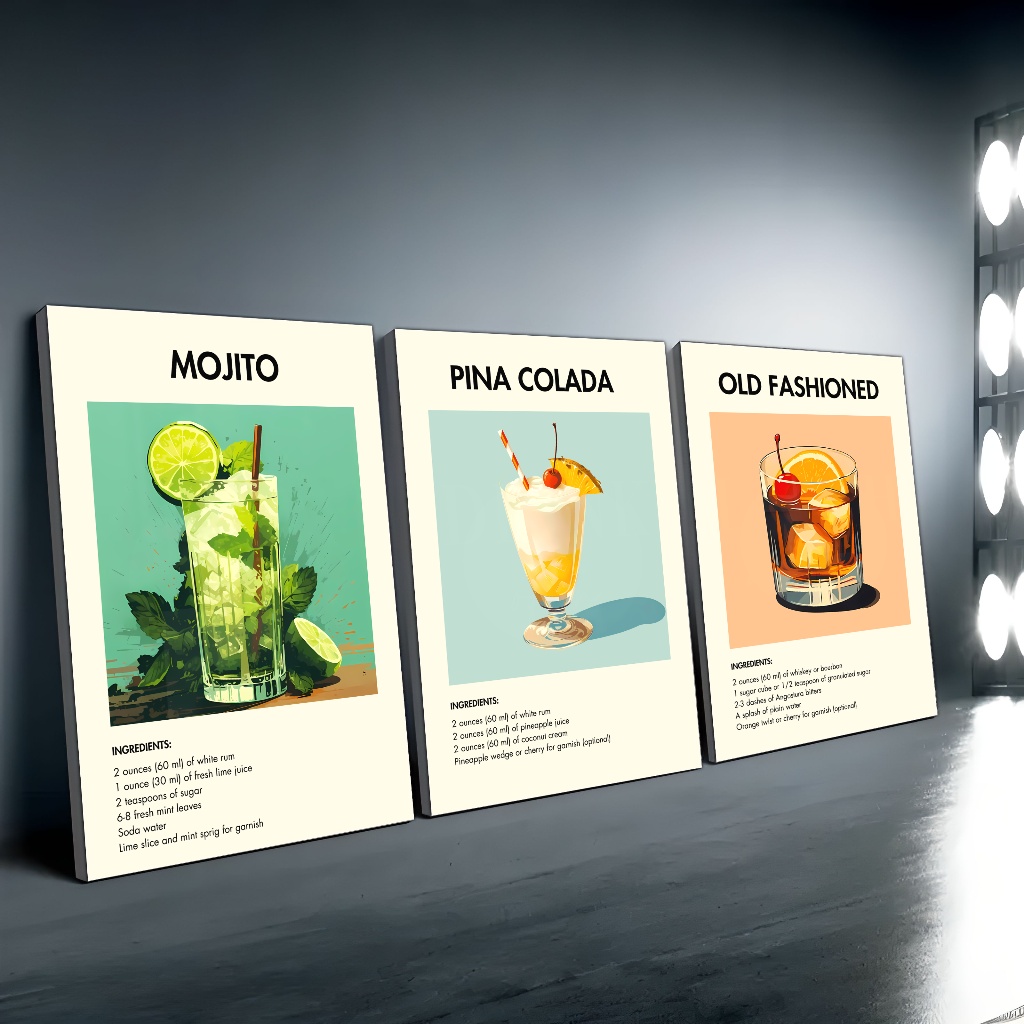 MOJITO
INGREDIENTS:
2 ounces (60 ml) of white rum
1 ounce (30 ml) of fresh lime juice
2 teaspoons of sugar
6-8 fresh mint leaves
Soda water
Lime slice and mint sprig for garnish
PINA COLADA
INGREDIENTS:
2 ounces (60 ml) of white rum
2 ounces (60 ml) of pineapple juice
2 ounces (60 ml) of coconut cream
Pineapple wedge or cherry for garnish (optional)
OLD FASHIONED
INGREDIENTS:
2 ounces (60 ml) of whiskey or bourbon
1 sugar cube or 1/2 teaspoon of granulated sugar
2-3 dashes of Angostura bitters
A splash of plain water
Orange twist or cherry for garnish (optional)